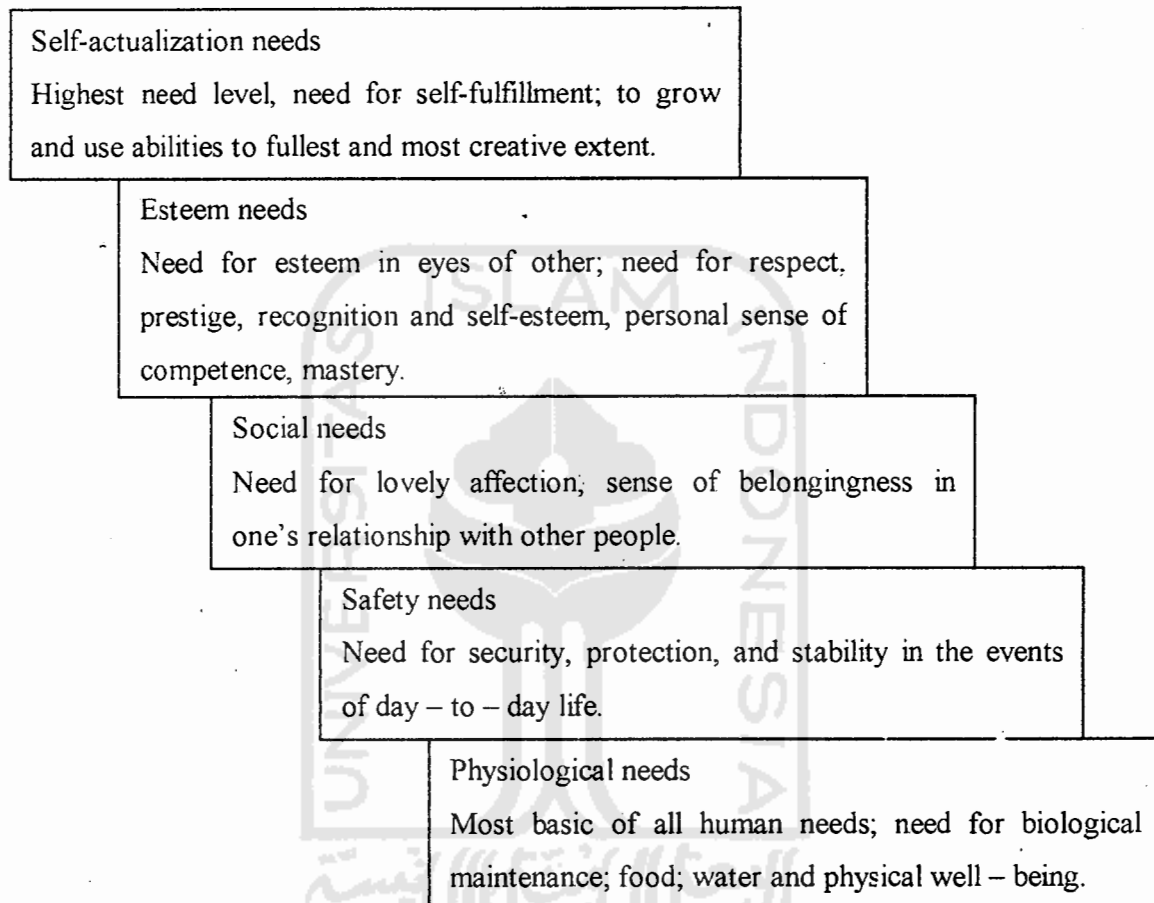 Self-actualization needs
Highest need level, need for self-fulfillment; to grow
and use abilities to fullest and most creative extent.
Esteem needs
Need for esteem in eyes of other; need for respect,
prestige, recognition and self-esteem, personal sense of
competence, mastery.
Social needs
Need for lovely affection; sense of belongingness in
one's relationship with other people.
Safety needs
Need for security, protection, and stability in the events
of day – to – day life.
Physiological needs
Most basic of all human needs; need for biological
maintenance; food; water and physical well – being.
UNIVERSITAS
ISLAM
INDONESIA